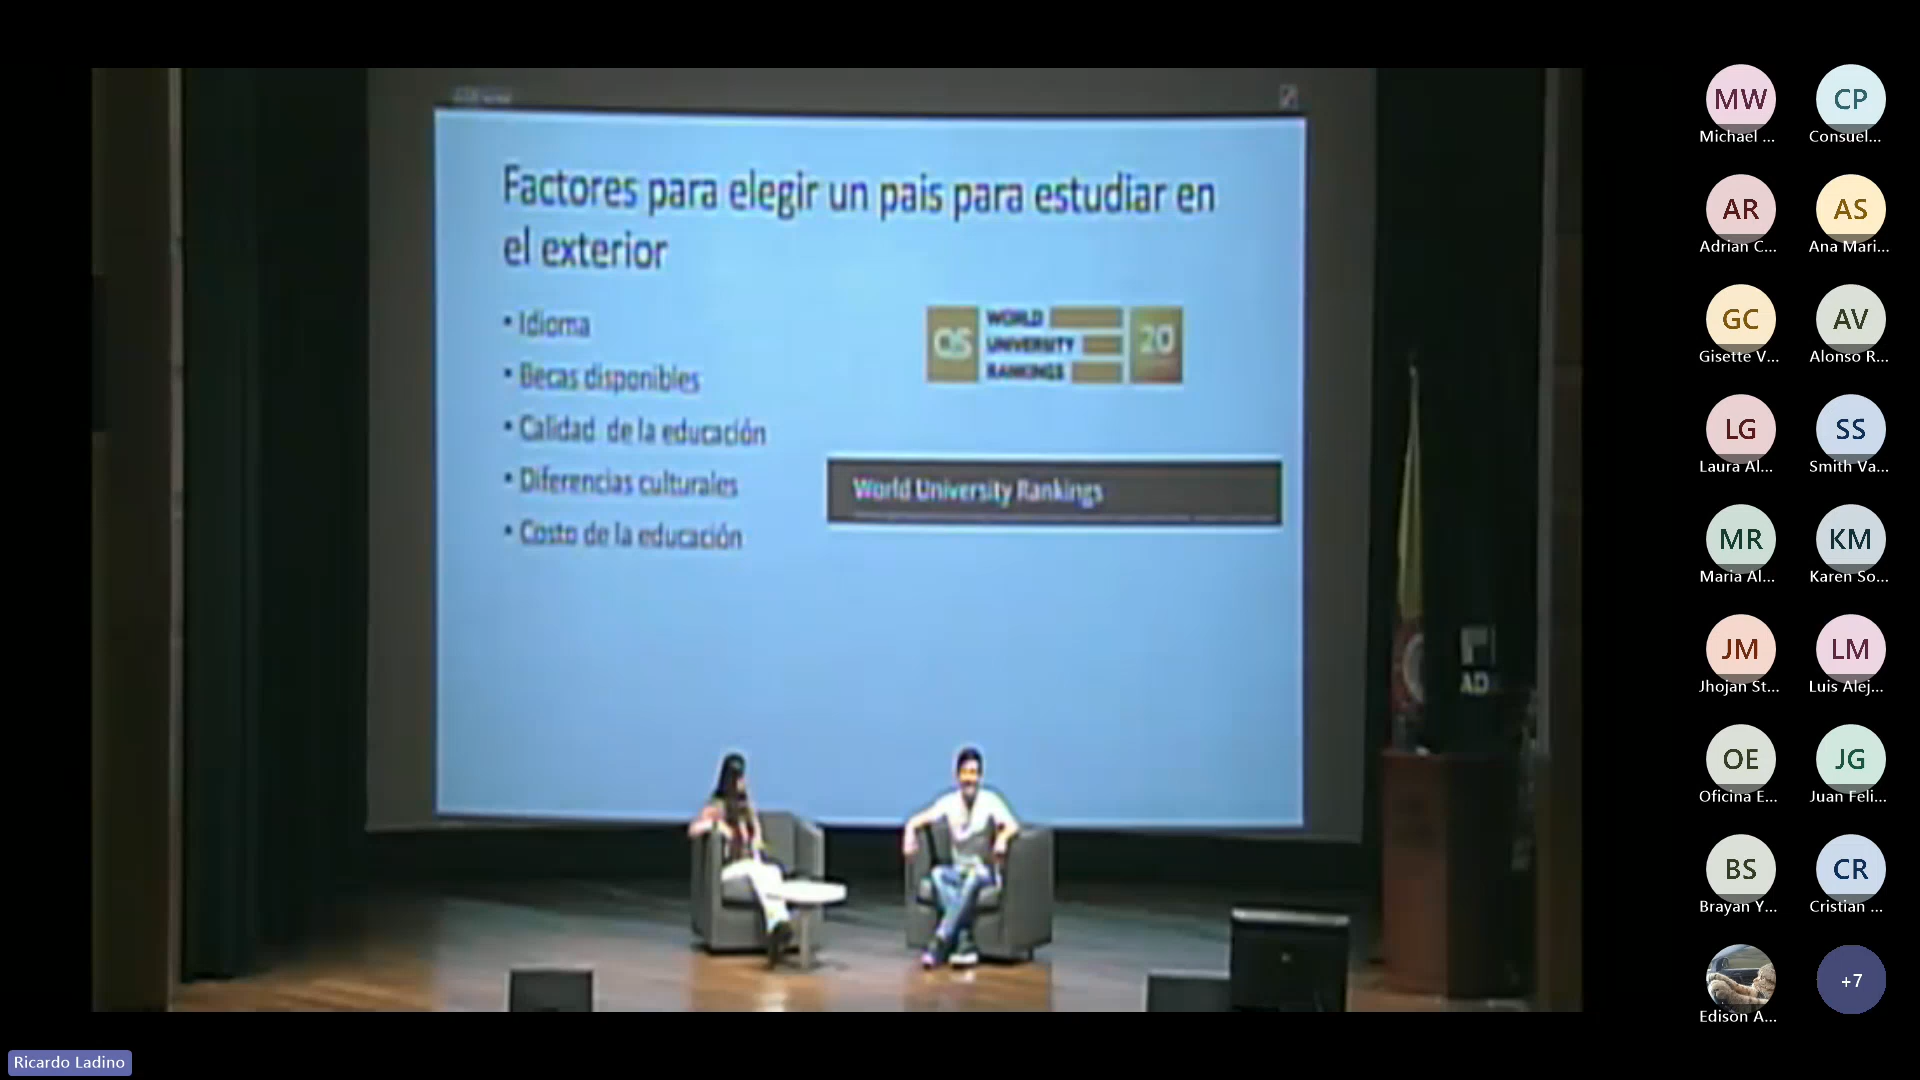 Factores para elegir un pais para estudiar en
el exterior
• Idioma
• Becas disponibles
• Calidad de la educación
• Diferencias culturales
• Costo de la educación
QS
WORLD
UNIVERSITY
RANKINGS
20
World University Rankings
AD
MW
Michael ...
CP
Consuel...
AR
Adrian C...
AS
Ana Mari...
GC
Gisette V...
AV
Alonso R...
LG
Laura Al...
SS
Smith Va...
MR
Maria Al...
KM
Karen So...
JM
Jhojan St...
LM
Luis Alej...
OE
Oficina E...
JG
Juan Feli...
BS
Brayan Y...
CR
Cristian ...
Edison A...
+7
Ricardo Ladino